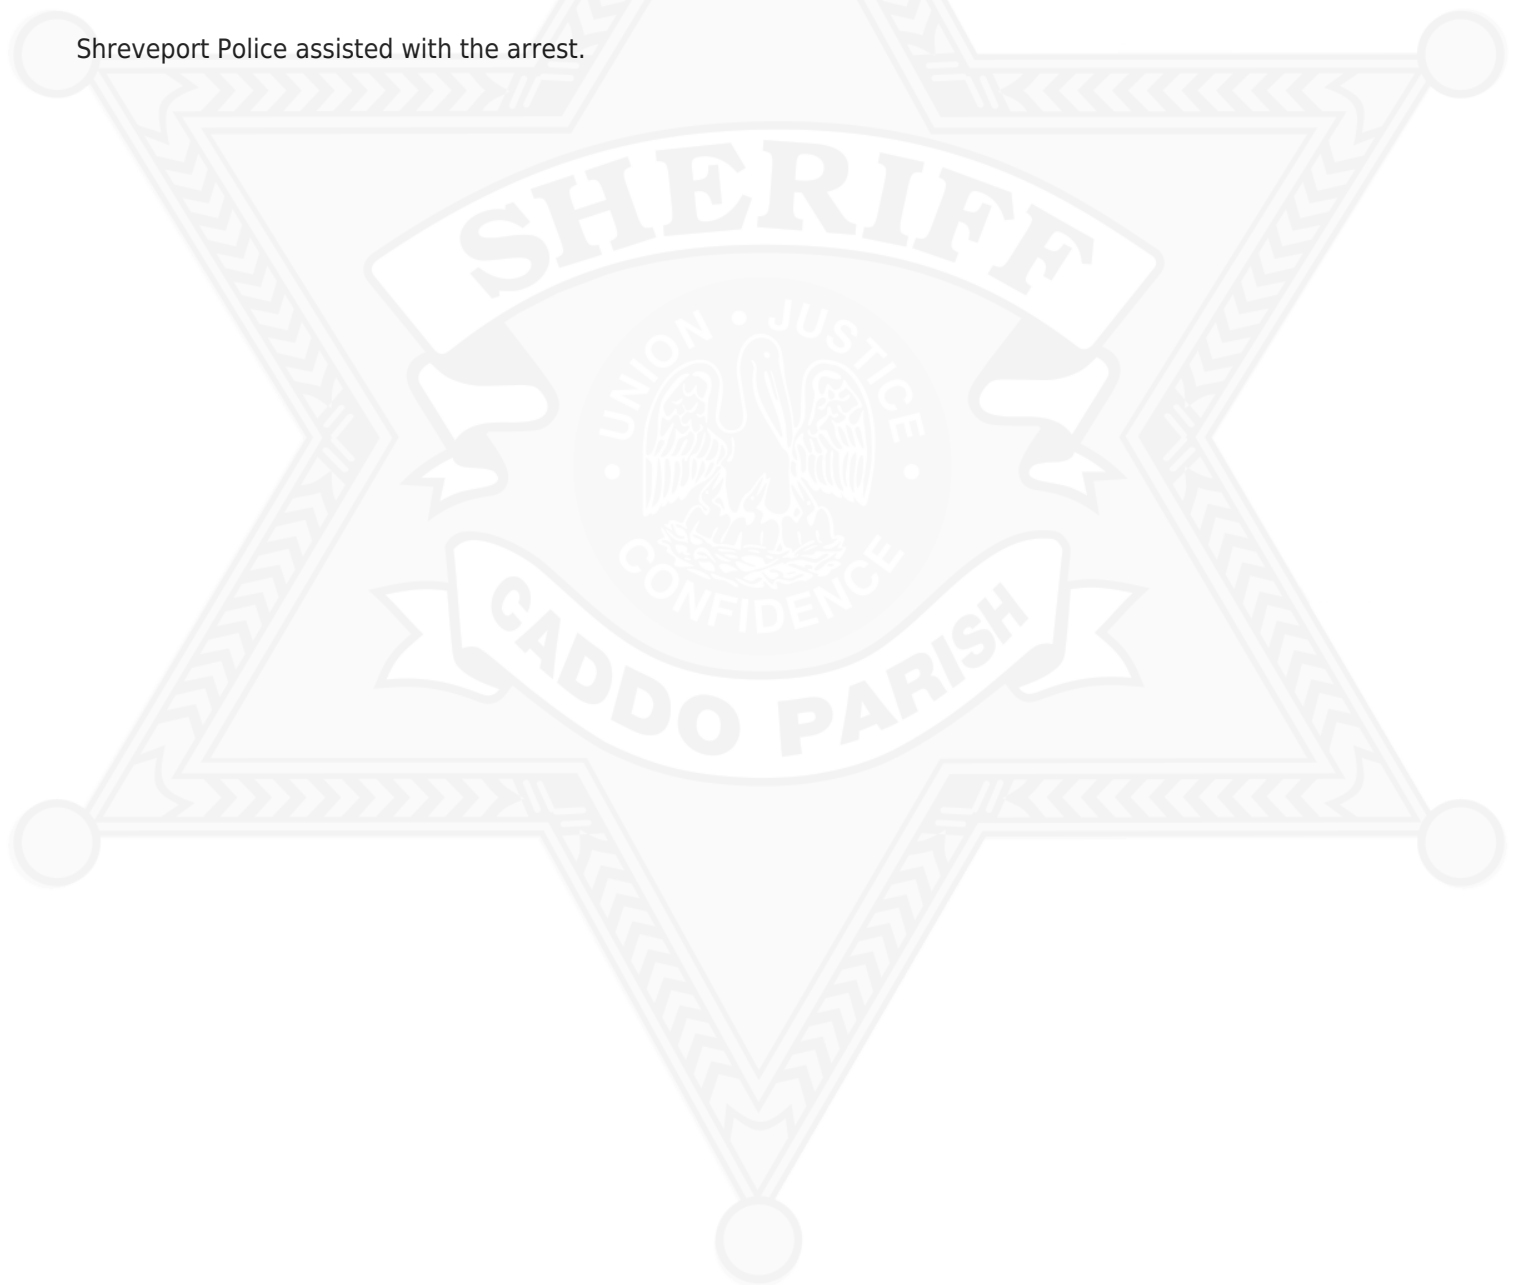 Shreveport Police assisted with the arrest.
SHERIFF
UNION • JUSTICE
• CONFIDENCE •
CADDO PARISH